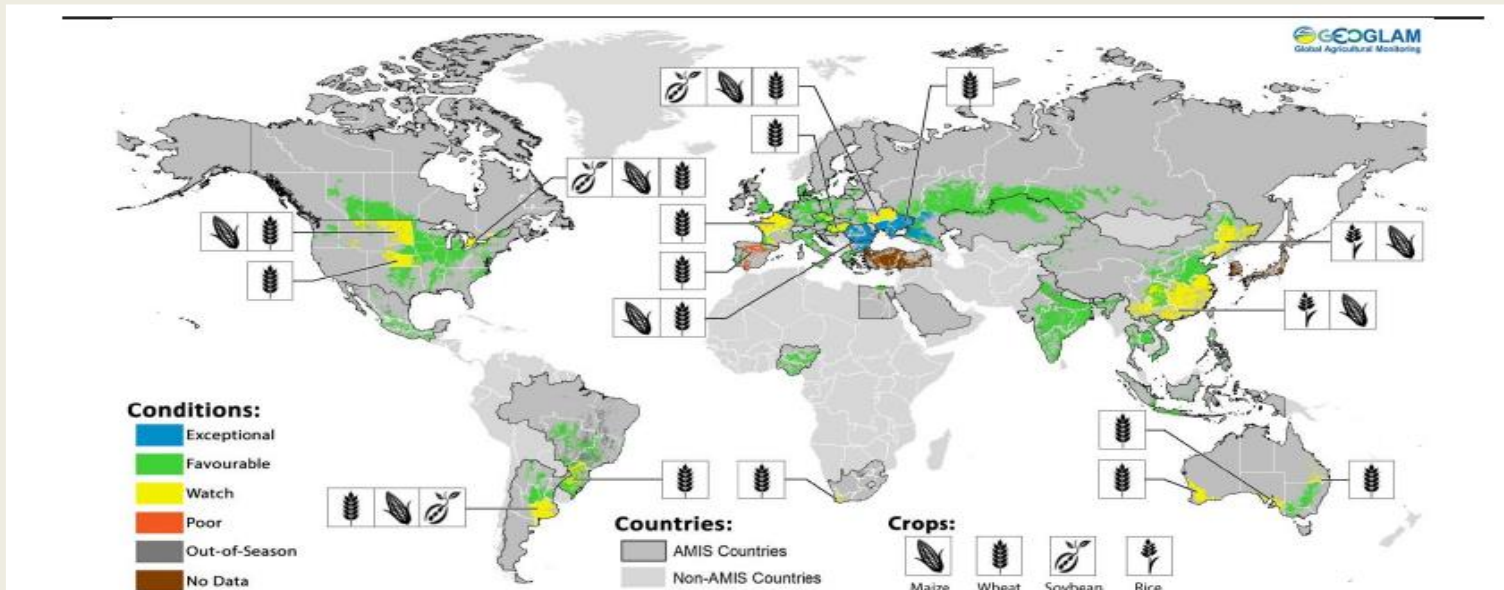 GEOGLAM
Global Agricultural Monitoring
Conditions:
Exceptional
Favourable
Watch
Poor
Out-of-Season
No Data
Countries:
AMIS Countries
Non-AMIS Countries
Crops:
Maize Wheat Soybean Rice